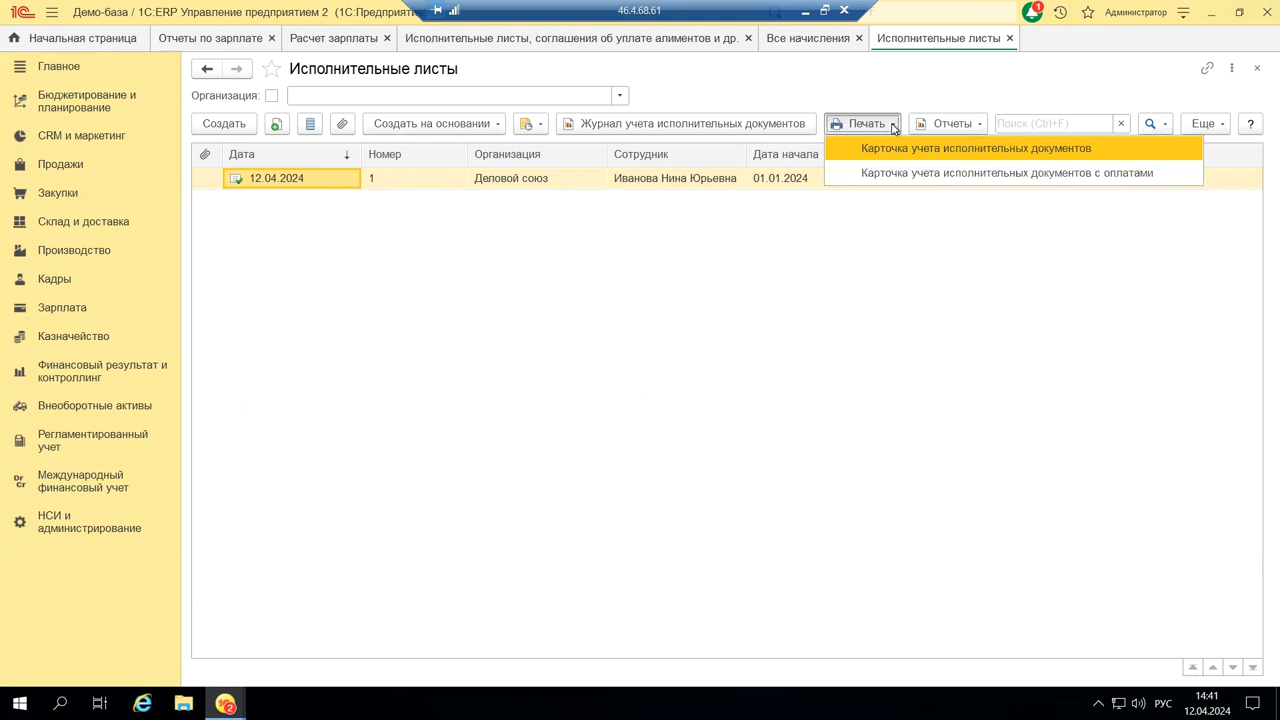 Демо-база / 1С:ERP Управление предприятием 2 (1С:Предприяти
46.4.68.61
1
Администратор
Начальная страница
Отчеты по зарплате
Расчет зарплаты
Исполнительные листы, соглашения об уплате алиментов и др.
Все начисления
Исполнительные листы
Главное
Бюджетирование и
планирование
CRM и маркетинг
Продажи
Закупки
Склад и доставка
Производство
Кадры
Зарплата
Казначейство
Финансовый результат и
контроллинг
Внеоборотные активы
Регламентированный
учет
Dr
Cr
Международный
финансовый учет
НСИ и
администрирование
Исполнительные листы
Организация:
Создать
Создать на основании
Журнал учета исполнительных документов
Печать
Отчеты
Поиск (Ctrl+F)
Еще
?
Дата
Номер
Организация
Сотрудник
Дата начала
12.04.2024
1
Деловой союз
Иванова Нина Юрьевна
01.01.2024
Карточка учета исполнительных документов
Карточка учета исполнительных документов с оплатами
2
РУС
14:41
12.04.2024